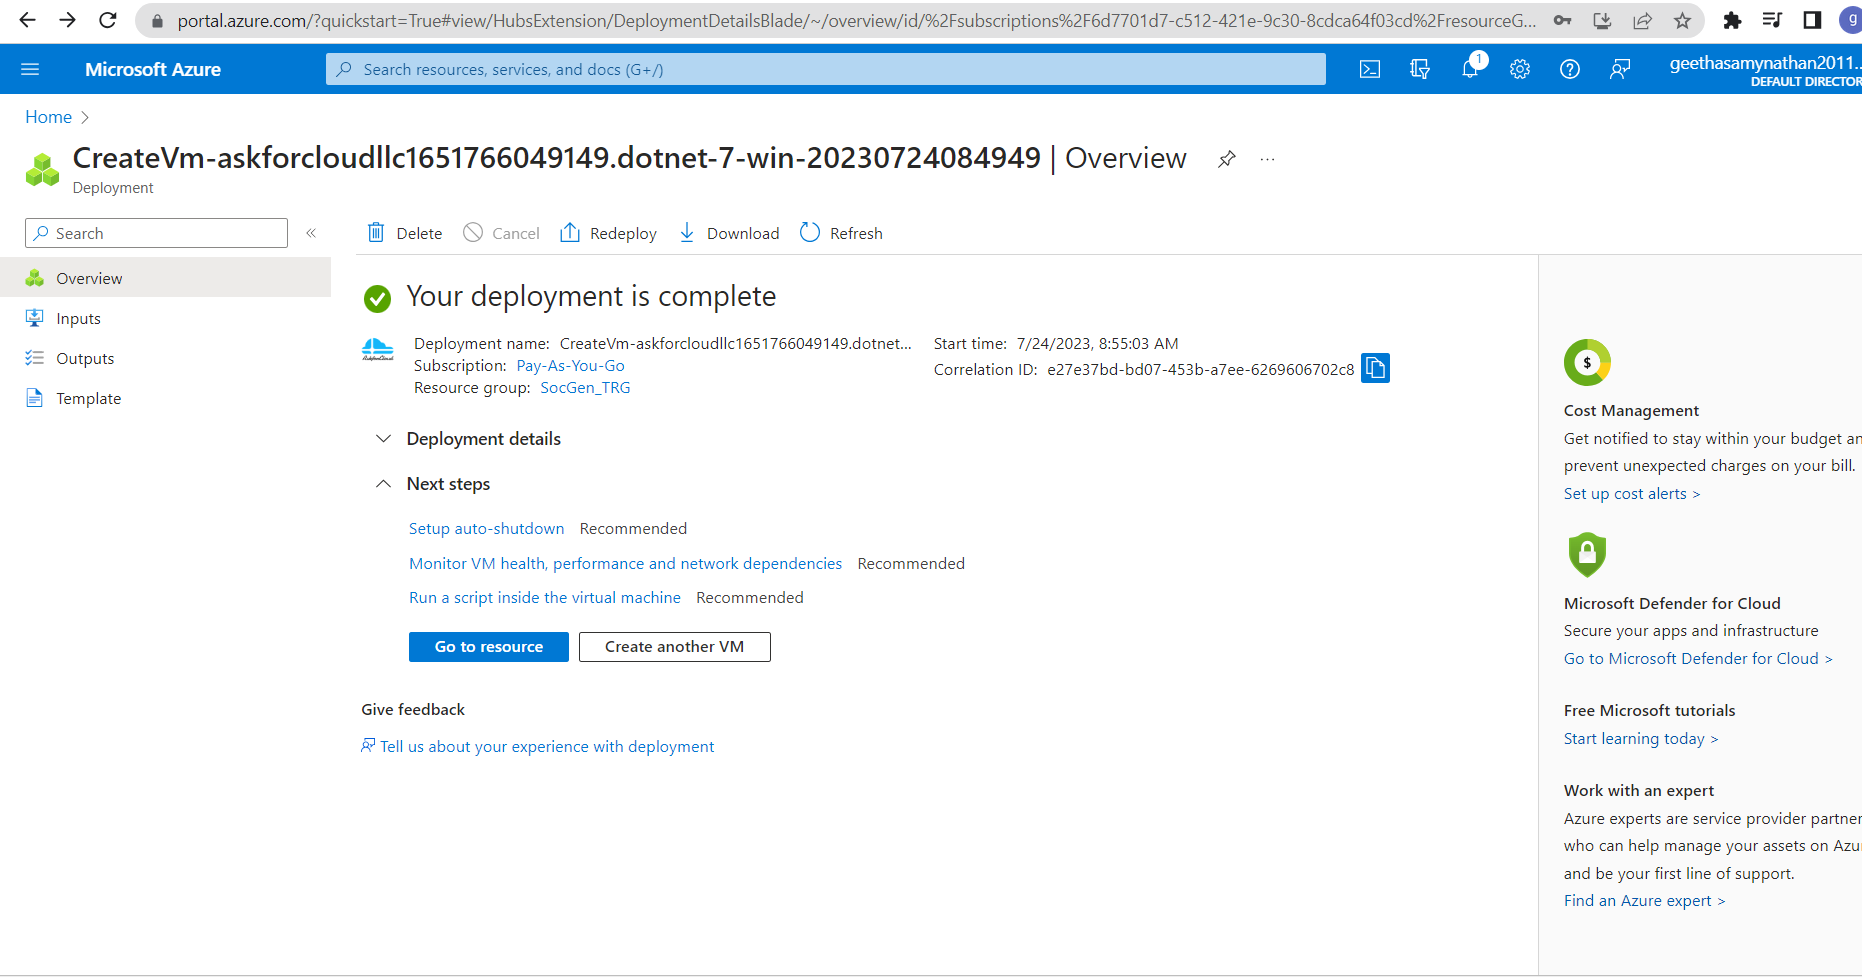 portal.azure.com/?quickstart=True#view/HubsExtension/DeploymentDetailsBlade/~/overview/id/%2Fsubscriptions%2F6d7701d7-c512-421e-9c30-8cdca64f03cd%2FresourceG...
g
Microsoft Azure
Search resources, services, and docs (G+/)
1
geethasamynathan2011...
DEFAULT DIRECTOR
Home
CreateVm-askforcloudllc1651766049149.dotnet-7-win-20230724084949 | Overview
Deployment
Search
Delete Cancel Redeploy Download Refresh
Overview
Inputs
Outputs
Template
Your deployment is complete
Deployment name: CreateVm-askforcloudllc1651766049149.dotnet...
Subscription: Pay-As-You-Go
Resource group: SocGen_TRG
Start time: 7/24/2023, 8:55:03 AM
Correlation ID: e27e37bd-bd07-453b-a7ee-6269606702c8
Deployment details
Next steps
Setup auto-shutdown Recommended
Monitor VM health, performance and network dependencies Recommended
Run a script inside the virtual machine Recommended
Go to resource Create another VM
Give feedback
Tell us about your experience with deployment
$
Cost Management
Get notified to stay within your budget an
prevent unexpected charges on your bill.
Set up cost alerts >
Microsoft Defender for Cloud
Secure your apps and infrastructure
Go to Microsoft Defender for Cloud >
Free Microsoft tutorials
Start learning today >
Work with an expert
Azure experts are service provider partner
who can help manage your assets on Azu
and be your first line of support.
Find an Azure expert >